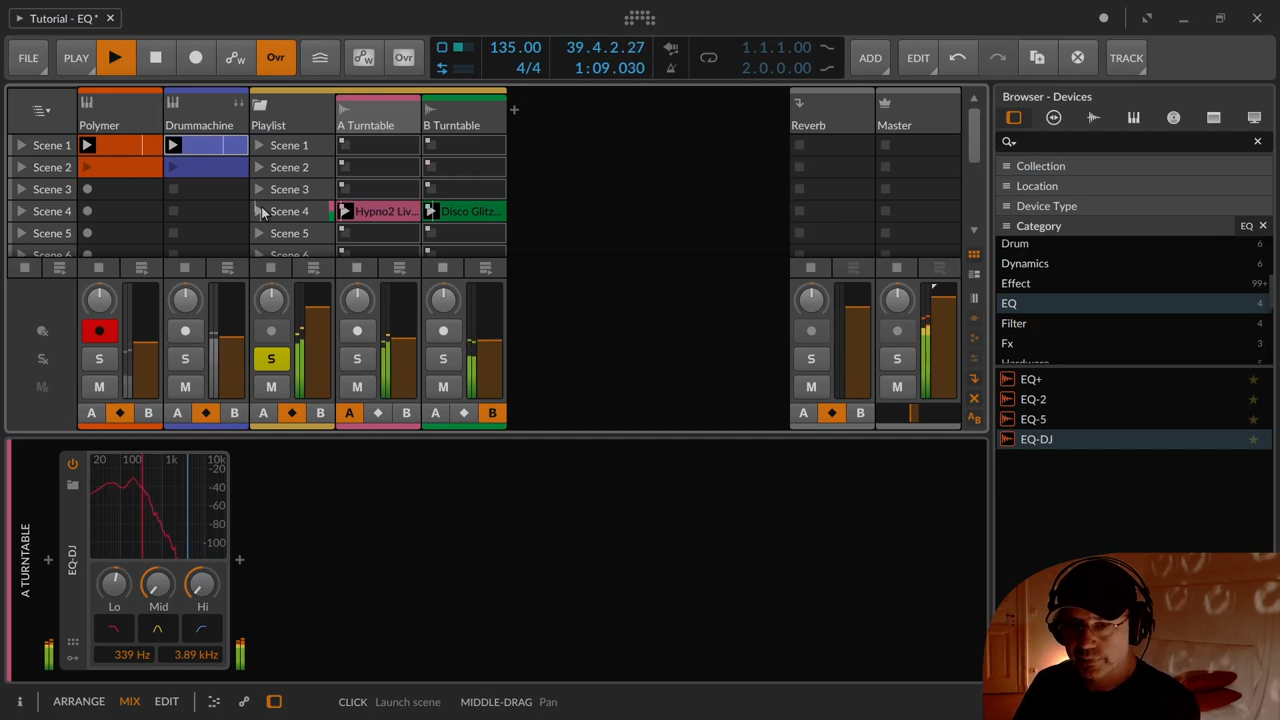 Tutorial - EQ*
FILE
PLAY
Ovr
Ovr
135.00
4/4
39.4.2.27
1:09.030
1.1.1.00
2.0.0.00
ADD
EDIT
TRACK
Polymer
Drummachine
Playlist
A Turntable
B Turntable
Reverb
Master
Scene 1
Scene 1
Scene 2
Scene 2
Scene 3
Scene 3
Scene 4
Scene 4
Hypno2 Liv...
Disco Glitz...
Scene 5
Scene 5
S
S
S
S
S
S
S
M
M
M
M
M
M
M
A B
A B
A B
A B
A B
A B
Browser - Devices
Collection
Location
Device Type
Category
EQ
Drum 6
Dynamics 6
Effect 99+
EQ 4
Filter 4
Fx 3
EQ+
EQ-2
EQ-5
EQ-DJ
A TURNTABLE
EQ-DJ
20 100 1k 10k
-20
-40
-60
-80
-100
Lo Mid Hi
339 Hz 3.89 kHz
i
ARRANGE
MIX
EDIT
CLICK Launch scene
MIDDLE-DRAG Pan